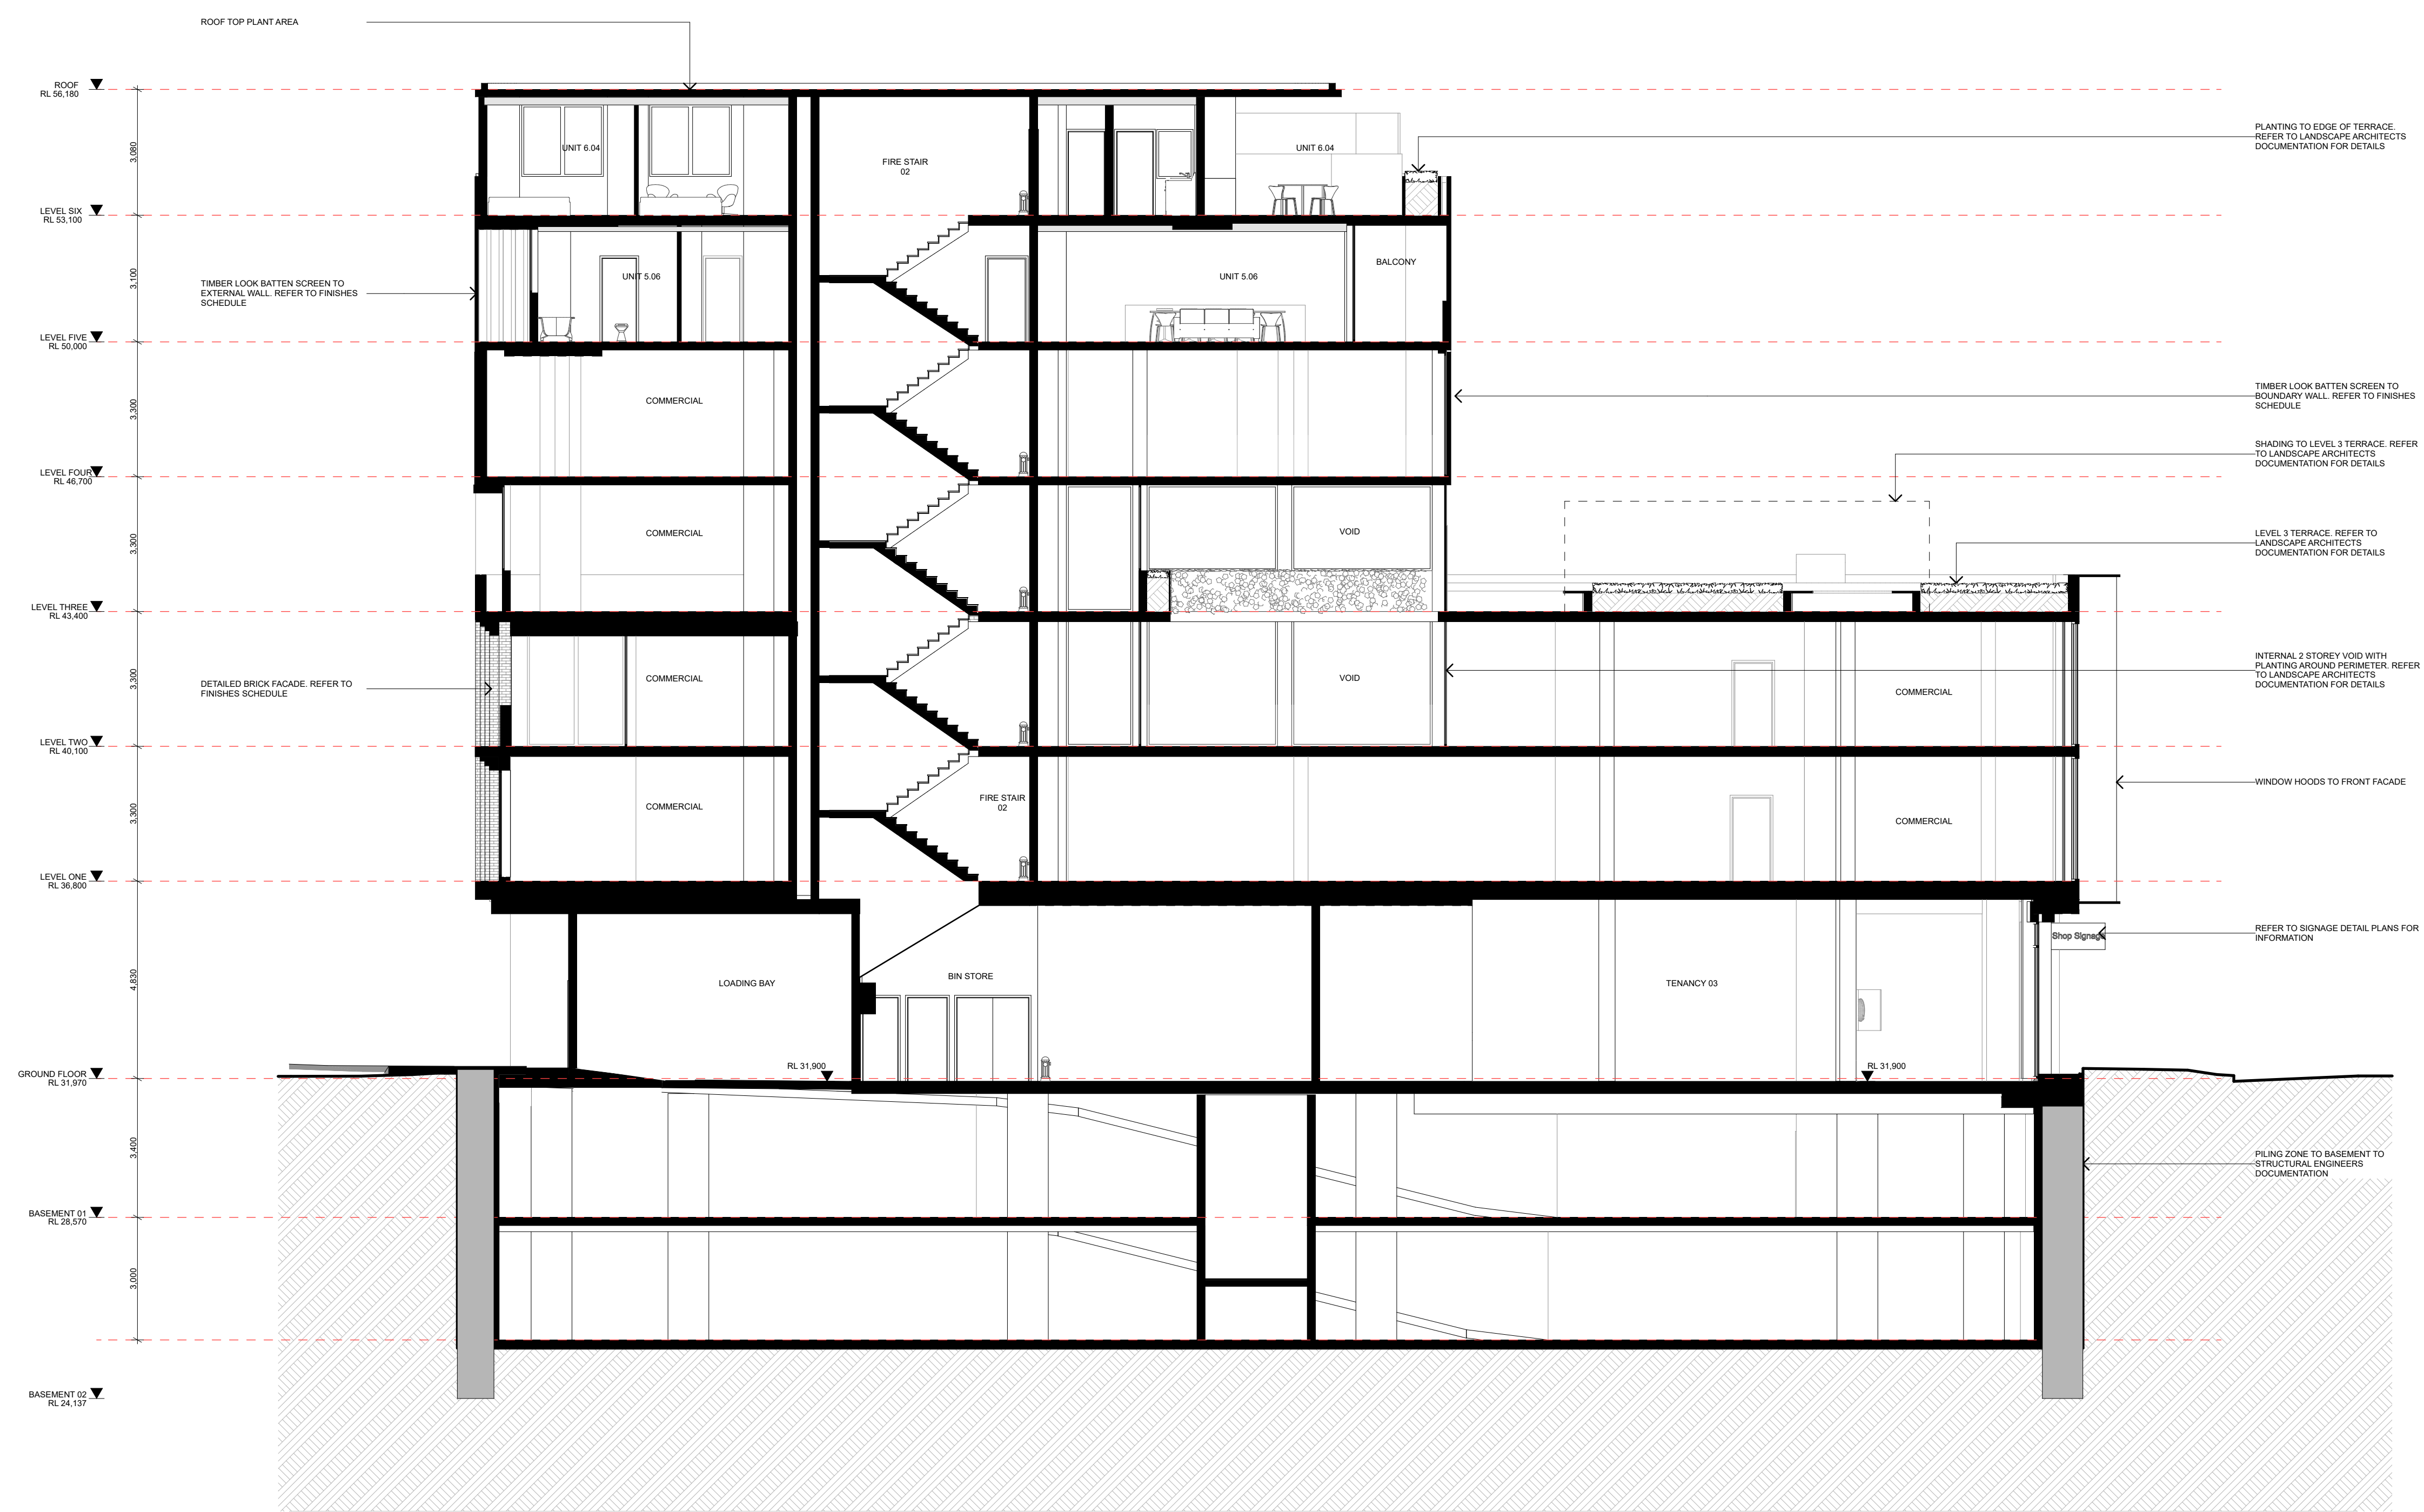 ROOF TOP PLANT AREA
ROOF
RL 56,180
3,080
UNIT 6.04
FIRE STAIR
02
UNIT 6.04
PLANTING TO EDGE OF TERRACE.
REFER TO LANDSCAPE ARCHITECTS
DOCUMENTATION FOR DETAILS
LEVEL SIX
RL 53,100
3,100
TIMBER LOOK BATTEN SCREEN TO
EXTERNAL WALL. REFER TO FINISHES
SCHEDULE
UNIT 5.06
UNIT 5.06
BALCONY
LEVEL FIVE
RL 50,000
3,300
COMMERCIAL
TIMBER LOOK BATTEN SCREEN TO
BOUNDARY WALL. REFER TO FINISHES
SCHEDULE
SHADING TO LEVEL 3 TERRACE. REFER
TO LANDSCAPE ARCHITECTS
DOCUMENTATION FOR DETAILS
LEVEL FOUR
RL 46,700
3,300
COMMERCIAL
VOID
LEVEL 3 TERRACE. REFER TO
LANDSCAPE ARCHITECTS
DOCUMENTATION FOR DETAILS
LEVEL THREE
RL 43,400
3,300
DETAILED BRICK FACADE. REFER TO
FINISHES SCHEDULE
COMMERCIAL
VOID
COMMERCIAL
INTERNAL 2 STOREY VOID WITH
PLANTING AROUND PERIMETER. REFER
TO LANDSCAPE ARCHITECTS
DOCUMENTATION FOR DETAILS
LEVEL TWO
RL 40,100
3,300
COMMERCIAL
FIRE STAIR
02
COMMERCIAL
WINDOW HOODS TO FRONT FACADE
LEVEL ONE
RL 36,800
4,830
LOADING BAY
BIN STORE
TENANCY 03
Shop Signage
REFER TO SIGNAGE DETAIL PLANS FOR
INFORMATION
RL 31,900
RL 31,900
GROUND FLOOR
RL 31,970
3,400
PILING ZONE TO BASEMENT TO
STRUCTURAL ENGINEERS
DOCUMENTATION
BASEMENT 01
RL 28,570
3,000
BASEMENT 02
RL 24,137